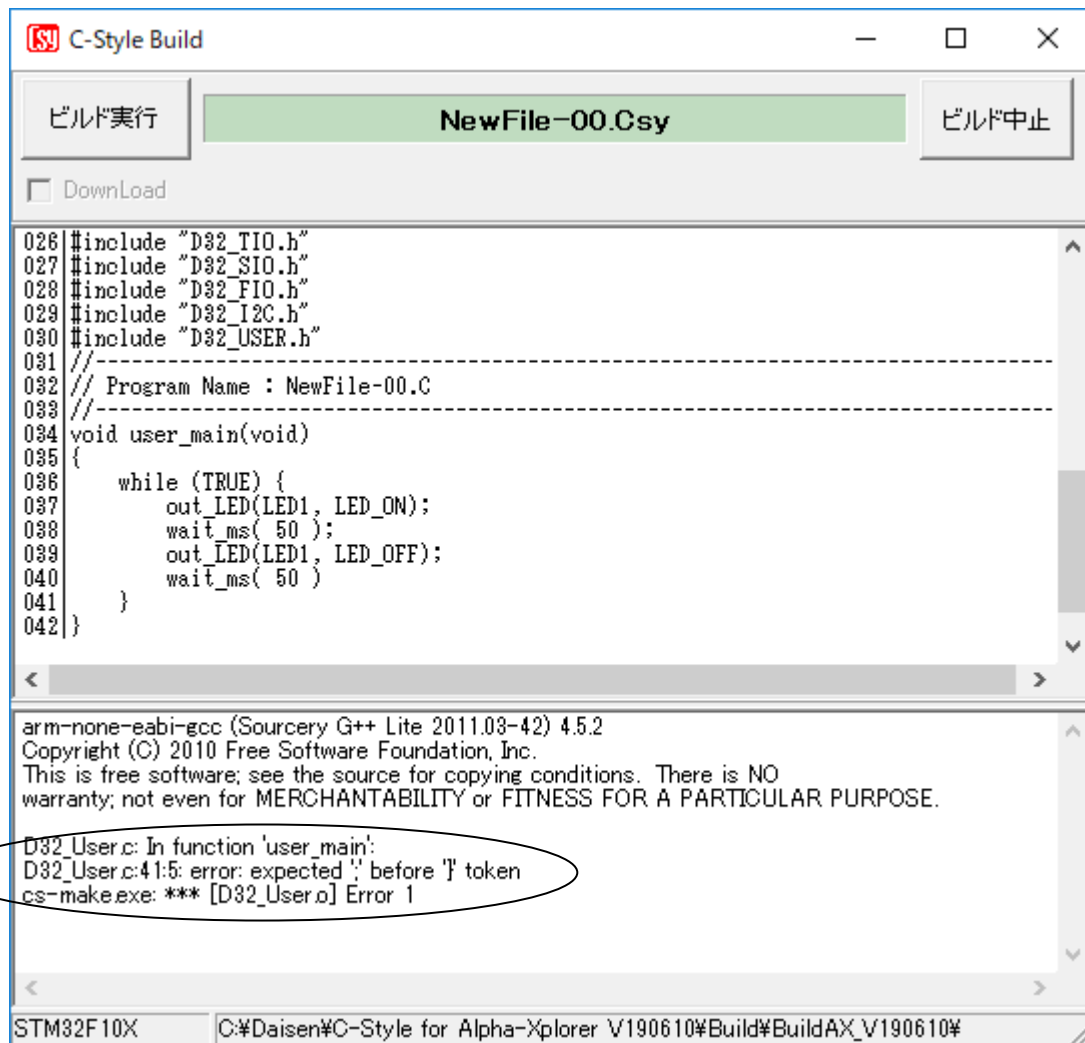 CSY C-Style Build
ビルド実行
NewFile-00.Csy
ビルド中止
DownLoad
026 #include "D32_TIO.h"
027 #include "D32_SIO.h"
028 #include "D32_FIO.h"
029 #include "D32_I2C.h"
030 #include "D32_USER.h"
031 //--------------------------------------------------------------------------------
032 // Program Name : NewFile-00.C
033 //--------------------------------------------------------------------------------
034 void user_main(void)
035 {
036     while (TRUE) {
037         out_LED(LED1, LED_ON);
038         wait_ms( 50 );
039         out_LED(LED1, LED_OFF);
040         wait_ms( 50 )
041     }
042 }
arm-none-eabi-gcc (Sourcery G++ Lite 2011.03-42) 4.5.2
Copyright (C) 2010 Free Software Foundation, Inc.
This is free software; see the source for copying conditions.  There is NO
warranty; not even for MERCHANTABILITY or FITNESS FOR A PARTICULAR PURPOSE.
D32_User.c: In function 'user_main':
D32_User.c:41:5: error: expected ';' before '}' token
cs-make.exe: *** [D32_User.o] Error 1
STM32F10X
C:¥Daisen¥C-Style for Alpha-Xplorer V190610¥Build¥BuildAX_V190610¥